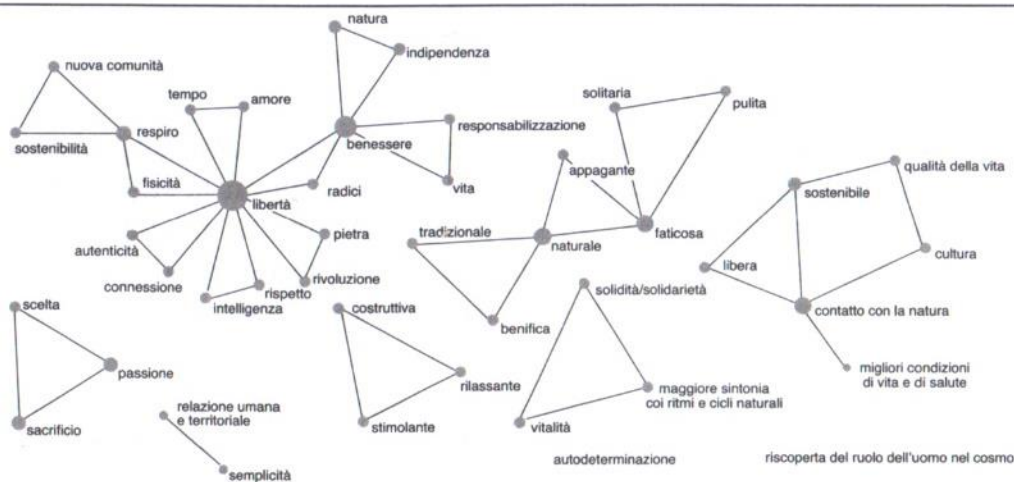 natura
indipendenza
nuova comunità
tempo
amore
solitaria
pulita
sostenibilità
respiro
benessere
responsabilizzazione
appagante
qualità della vita
fisicità
radici
vita
sostenibile
libertà
autenticità
pietra
tradizionale
naturale
faticosa
cultura
connessione
rivoluzione
libera
rispetto
intelligenza
solidità/solidarietà
scelta
costruttiva
benifica
contatto con la natura
passione
rilassante
maggiore sintonia
coi ritmi e cicli naturali
migliori condizioni
di vita e di salute
relazione umana
e territoriale
sacrificio
stimolante
vitalità
semplicità
autodeterminazione
riscoperta del ruolo dell'uomo nel cosmo